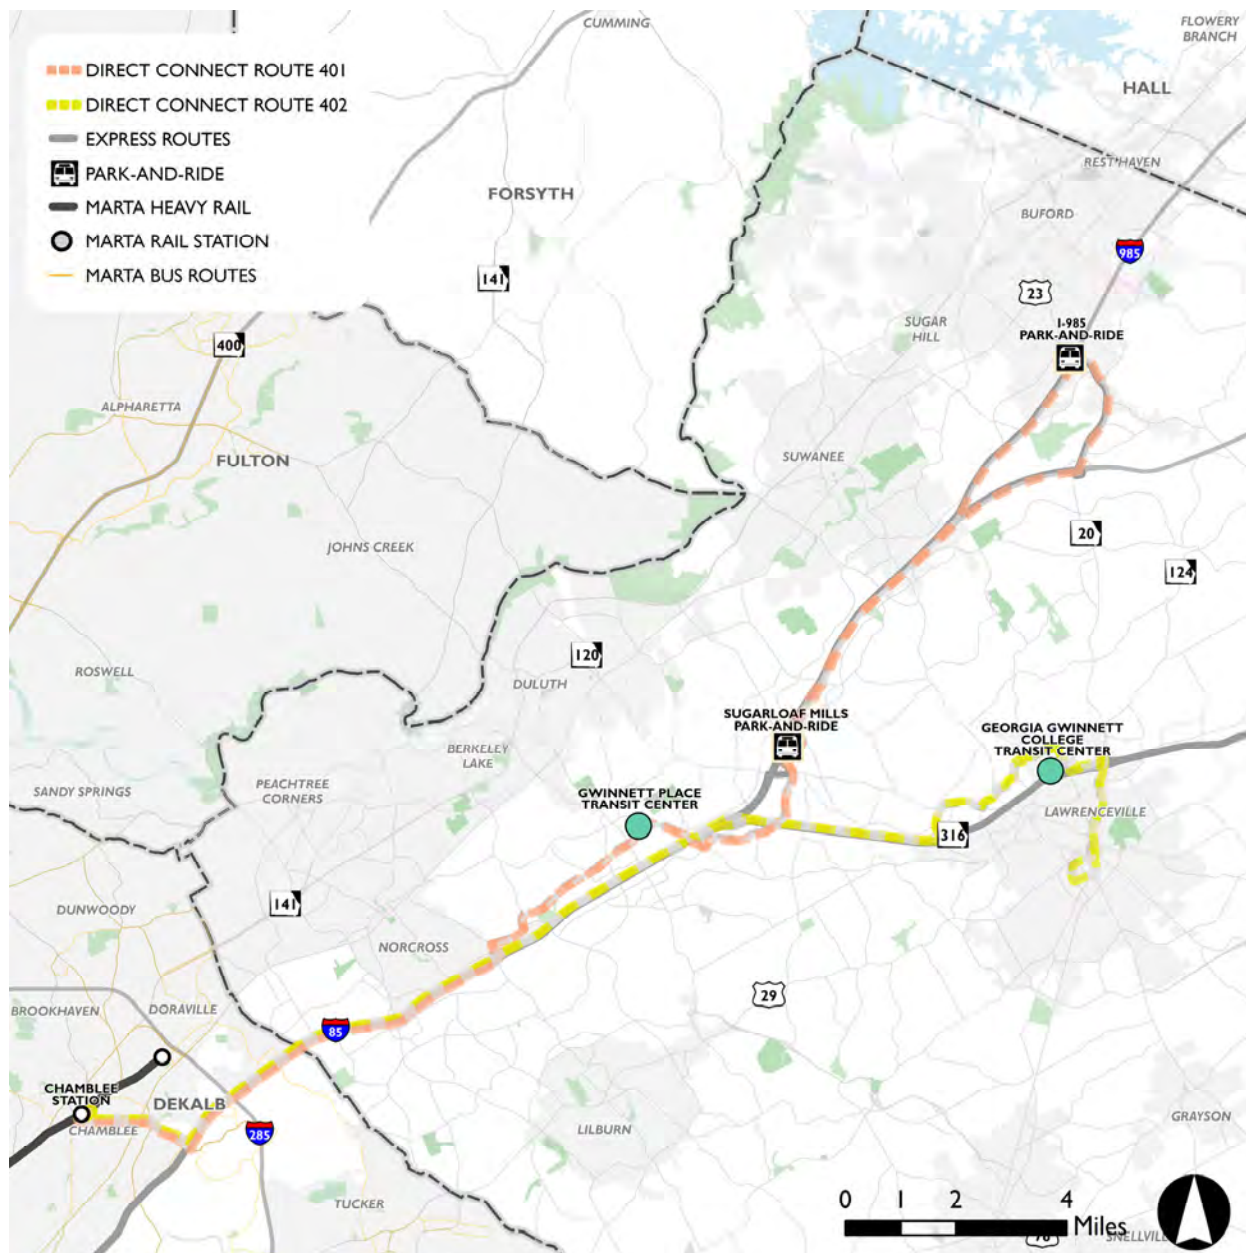 CUMMING
FLOWERY
BRANCH
DIRECT CONNECT ROUTE 401
DIRECT CONNECT ROUTE 402
EXPRESS ROUTES
PARK-AND-RIDE
MARTA HEAVY RAIL
MARTA RAIL STATION
MARTA BUS ROUTES
HALL
REST HAVEN
FORSYTH
BUFORD
985
141
23
SUGAR
HILL
I-985
PARK-AND-RIDE
400
ALPHARETTA
FULTON
SUWANEE
JOHNS CREEK
20
124
120
ROSWELL
DULUTH
SUGARLOAF MILLS
PARK-AND-RIDE
GEORGIA GWINNETT
COLLEGE
TRANSIT CENTER
BERKELEY
LAKE
SANDY SPRINGS
PEACHTREE
CORNERS
GWINNETT PLACE
TRANSIT CENTER
LAWRENCEVILLE
316
141
DUNWOODY
NORCROSS
29
BROOKHAVEN
DORAVILLE
85
CHAMBLEE
STATION
DEKALB
CHAMBLEE
285
LILBURN
GRAYSON
TUCKER
0 1 2 4
Miles
78
SNELLVIL